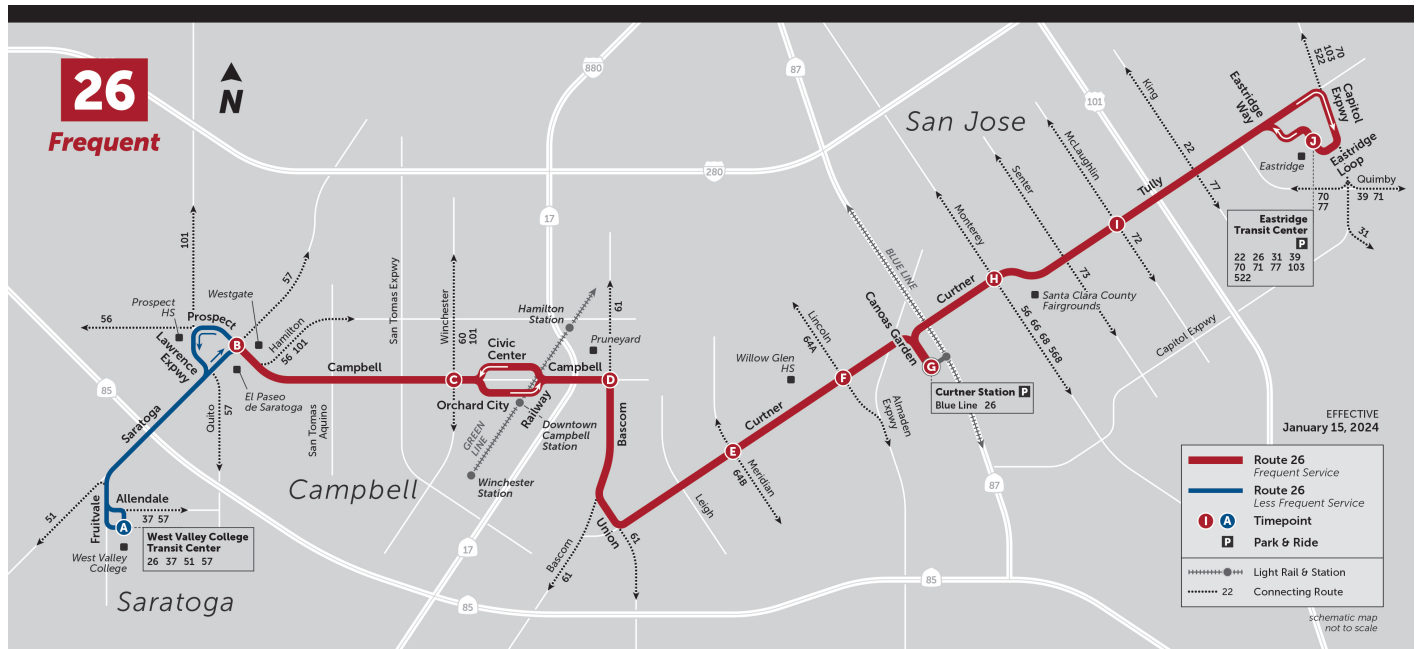 26
Frequent
N
880
87
280
17
101
85
17
85
87
85
San Jose
Campbell
Saratoga
70
103
522
Capitol
Expwy
Eastridge
Way
J
Eastridge
Eastridge
Loop
Quimby
39 71
70
77
31
King
22
77
Tully
McLaughlin
72
I
Senter
73
Monterey
56 66 68 568
H
Santa Clara County
Fairgrounds
Capitol Expwy
Eastridge
Transit Center
P
22 26 31 39
70 71 77 103
522
BLUE LINE
Curtner
Canoas
Garden
G
Curtner Station P
Blue Line 26
Lincoln
64A
Willow Glen
HS
F
Almaden
Expwy
Curtner
E
Meridian
64B
Leigh
Union
61
Bascom
61
Bascom
D
61
Pruneyard
Hamilton
Station
Campbell
Civic
Center
Orchard City
Railway
Downtown
Campbell
Station
GREEN
LINE
Winchester
Station
C
Winchester
60
101
San Tomas Expwy
Campbell
San Tomas
Aquino
Hamilton
56 101
57
Westgate
El Paseo
de Saratoga
B
Prospect
Prospect
HS
101
56
Lawrence
Expwy
Quito
57
Saratoga
Fruitvale
Allendale
37 57
A
51
West Valley
College
West Valley College
Transit Center
26 37 51 57
EFFECTIVE
January 15, 2024
Route 26
Frequent Service
Route 26
Less Frequent Service
I A Timepoint
P Park & Ride
Light Rail & Station
22 Connecting Route
schematic map
not to scale